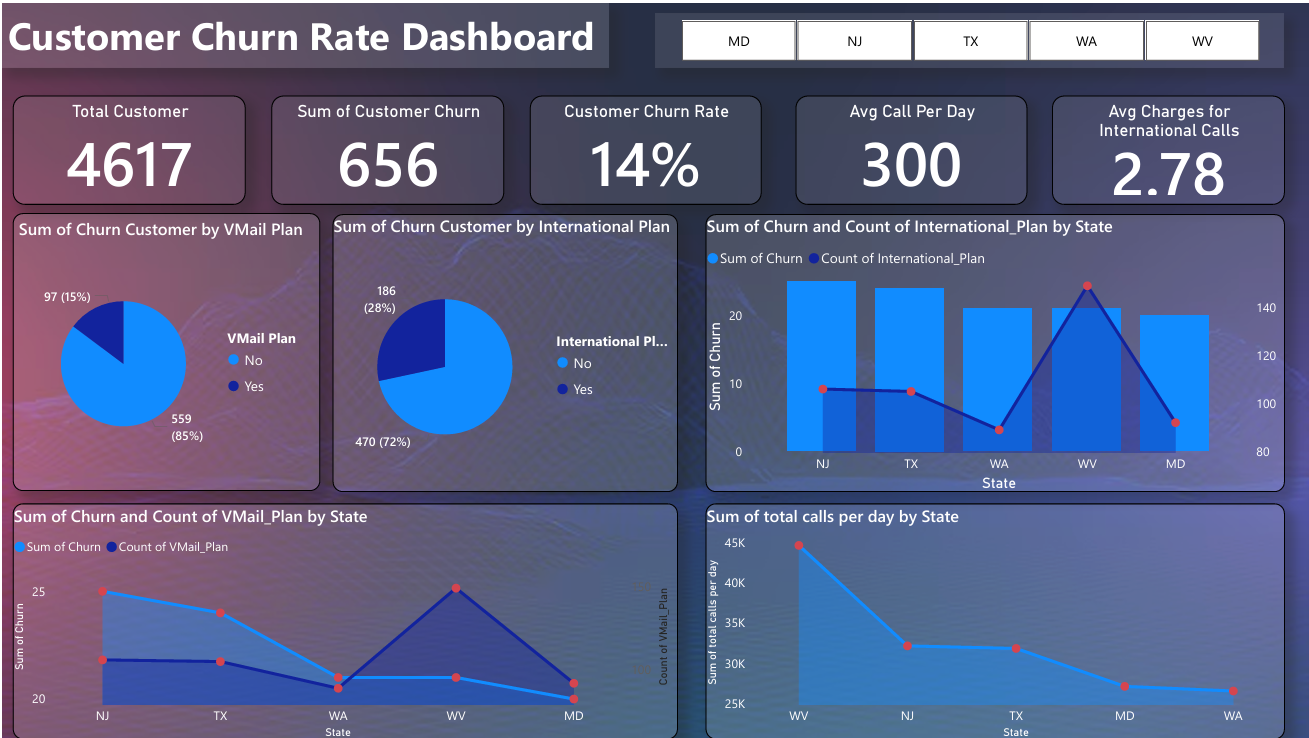 Customer Churn Rate Dashboard
MD
NJ
TX
WA
WV
Total Customer
4617
Sum of Customer Churn
656
Customer Churn Rate
14%
Avg Call Per Day
300
Avg Charges for
International Calls
2.78
Sum of Churn Customer by VMail Plan
97 (15%)
559
(85%)
VMail Plan
No
Yes
Sum of Churn Customer by International Plan
186
(28%)
470 (72%)
International Pl...
No
Yes
Sum of Churn and Count of International_Plan by State
Sum of Churn
Count of International_Plan
Sum of Churn
20
10
0
140
120
100
80
NJ
TX
WA
WV
MD
State
Sum of Churn and Count of VMail_Plan by State
Sum of Churn
Count of VMail_Plan
Sum of Churn
25
20
Count of VMail_Plan
NJ
TX
WA
WV
MD
State
Sum of total calls per day by State
Sum of total calls per day
45K
40K
35K
30K
25K
WV
NJ
TX
MD
WA
State